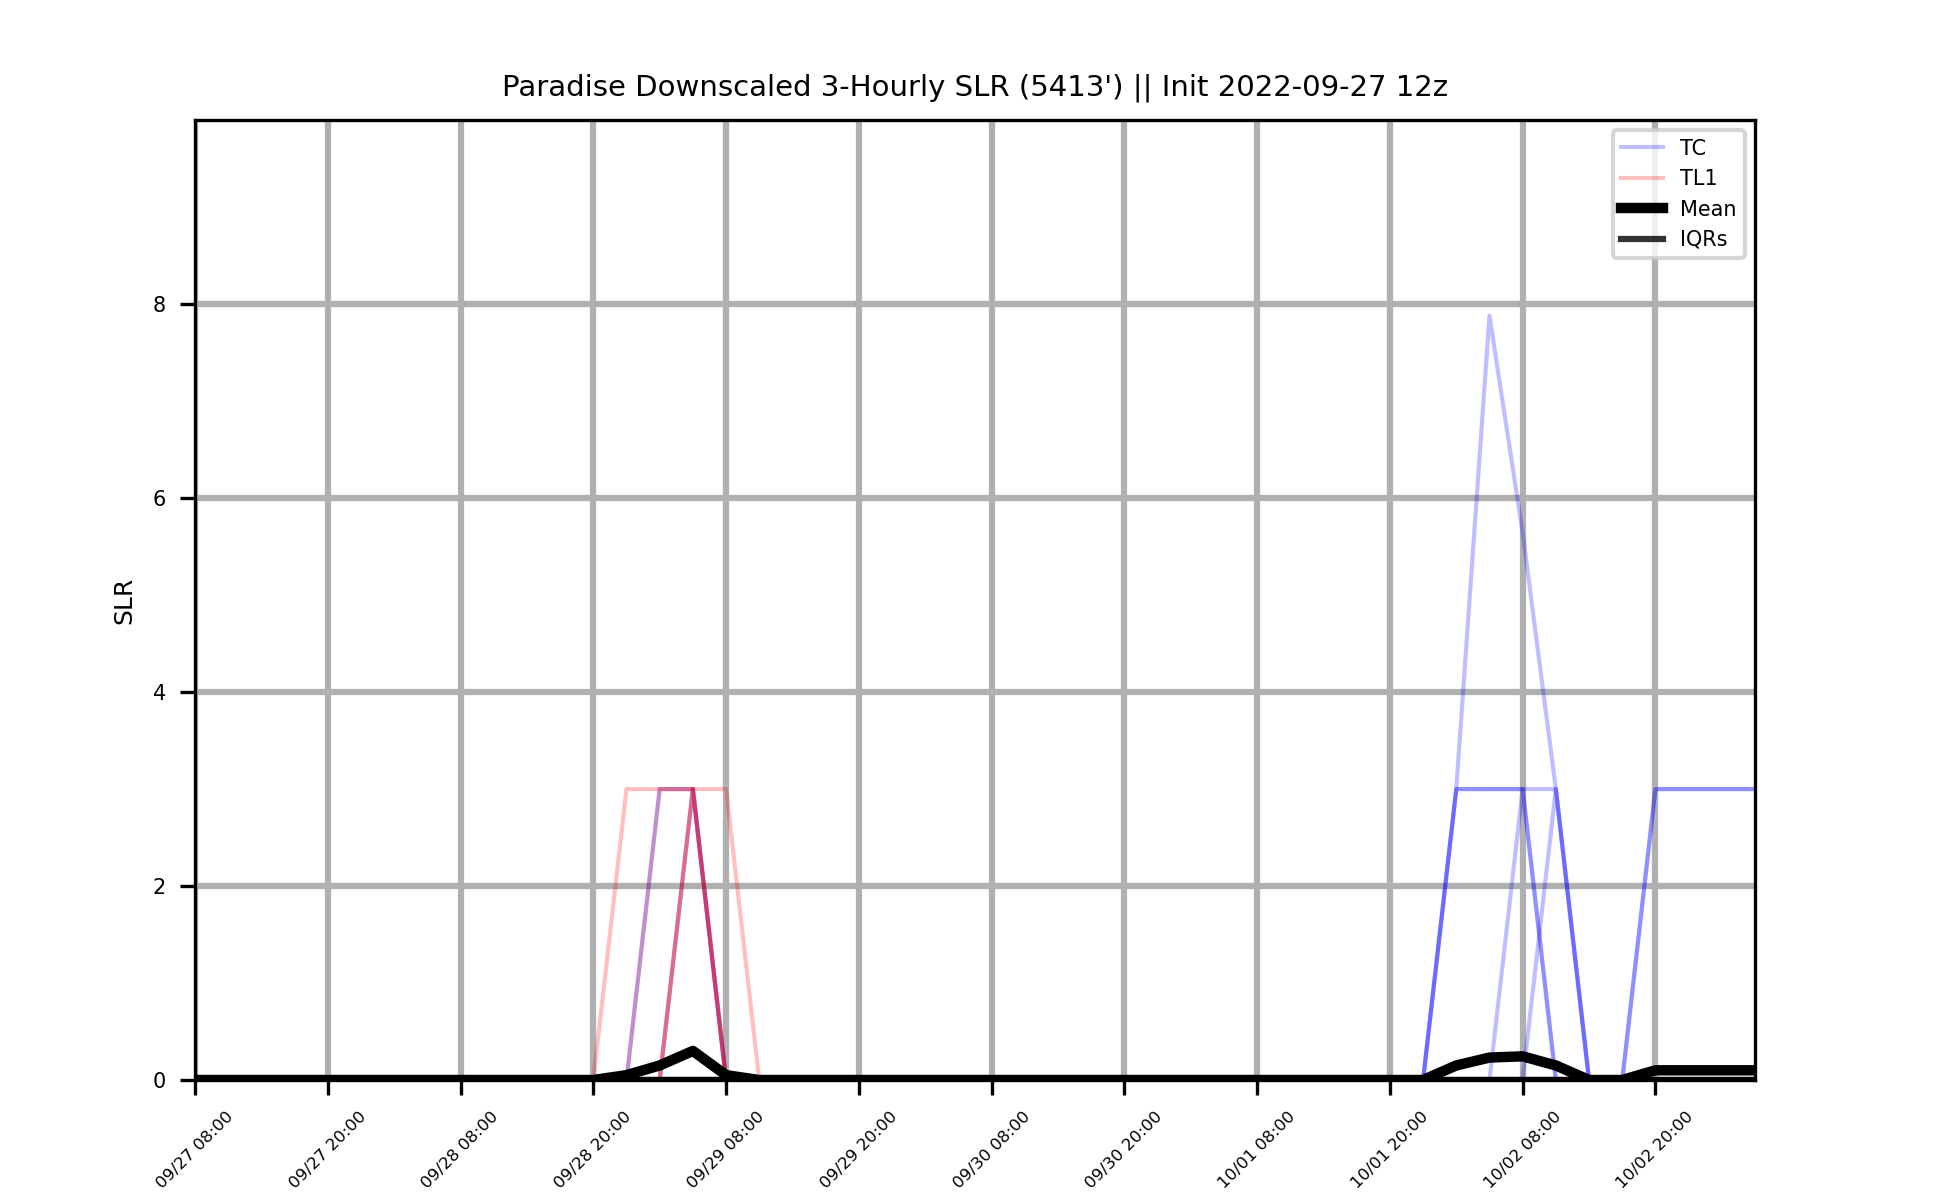 Paradise Downscaled 3-Hourly SLR (5413') || Init 2022-09-27 12z
TC
TL1
Mean
IQRs
SLR
8
6
4
2
0
09/27 08:00
09/27 20:00
09/28 08:00
09/28 20:00
09/29 08:00
09/29 20:00
09/30 08:00
09/30 20:00
10/01 08:00
10/01 20:00
10/02 08:00
10/02 20:00